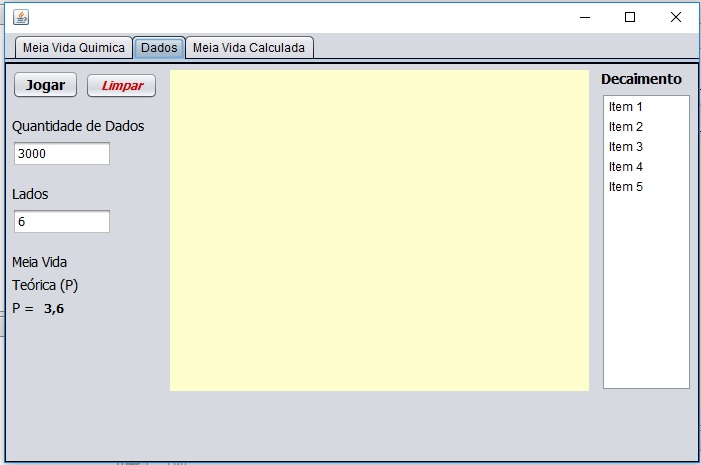 Meia Vida Quimica Dados Meia Vida Calculada
Jogar Limpar
Quantidade de Dados
3000
Lados
6
Meia Vida
Teórica (P)
P = 3,6
Decaimento
Item 1
Item 2
Item 3
Item 4
Item 5